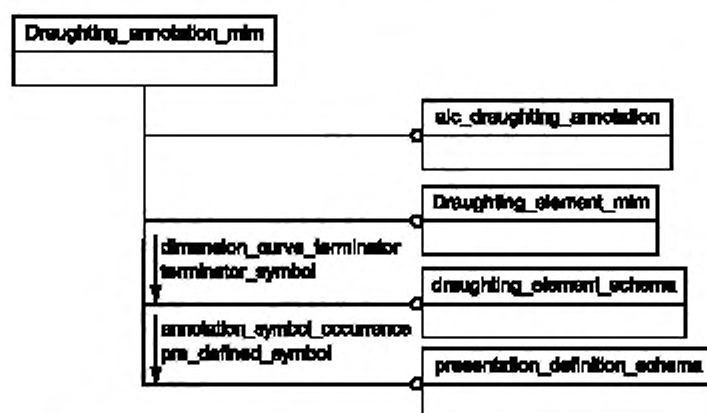 Draughting_annotation_mim
aic_draughting_annotation
Draughting_element_mim
dimension_curve_terminator
terminator_symbol
draughting_element_schema
annotation_symbol_occurrence
pre_defined_symbol
presentation_definition_schema